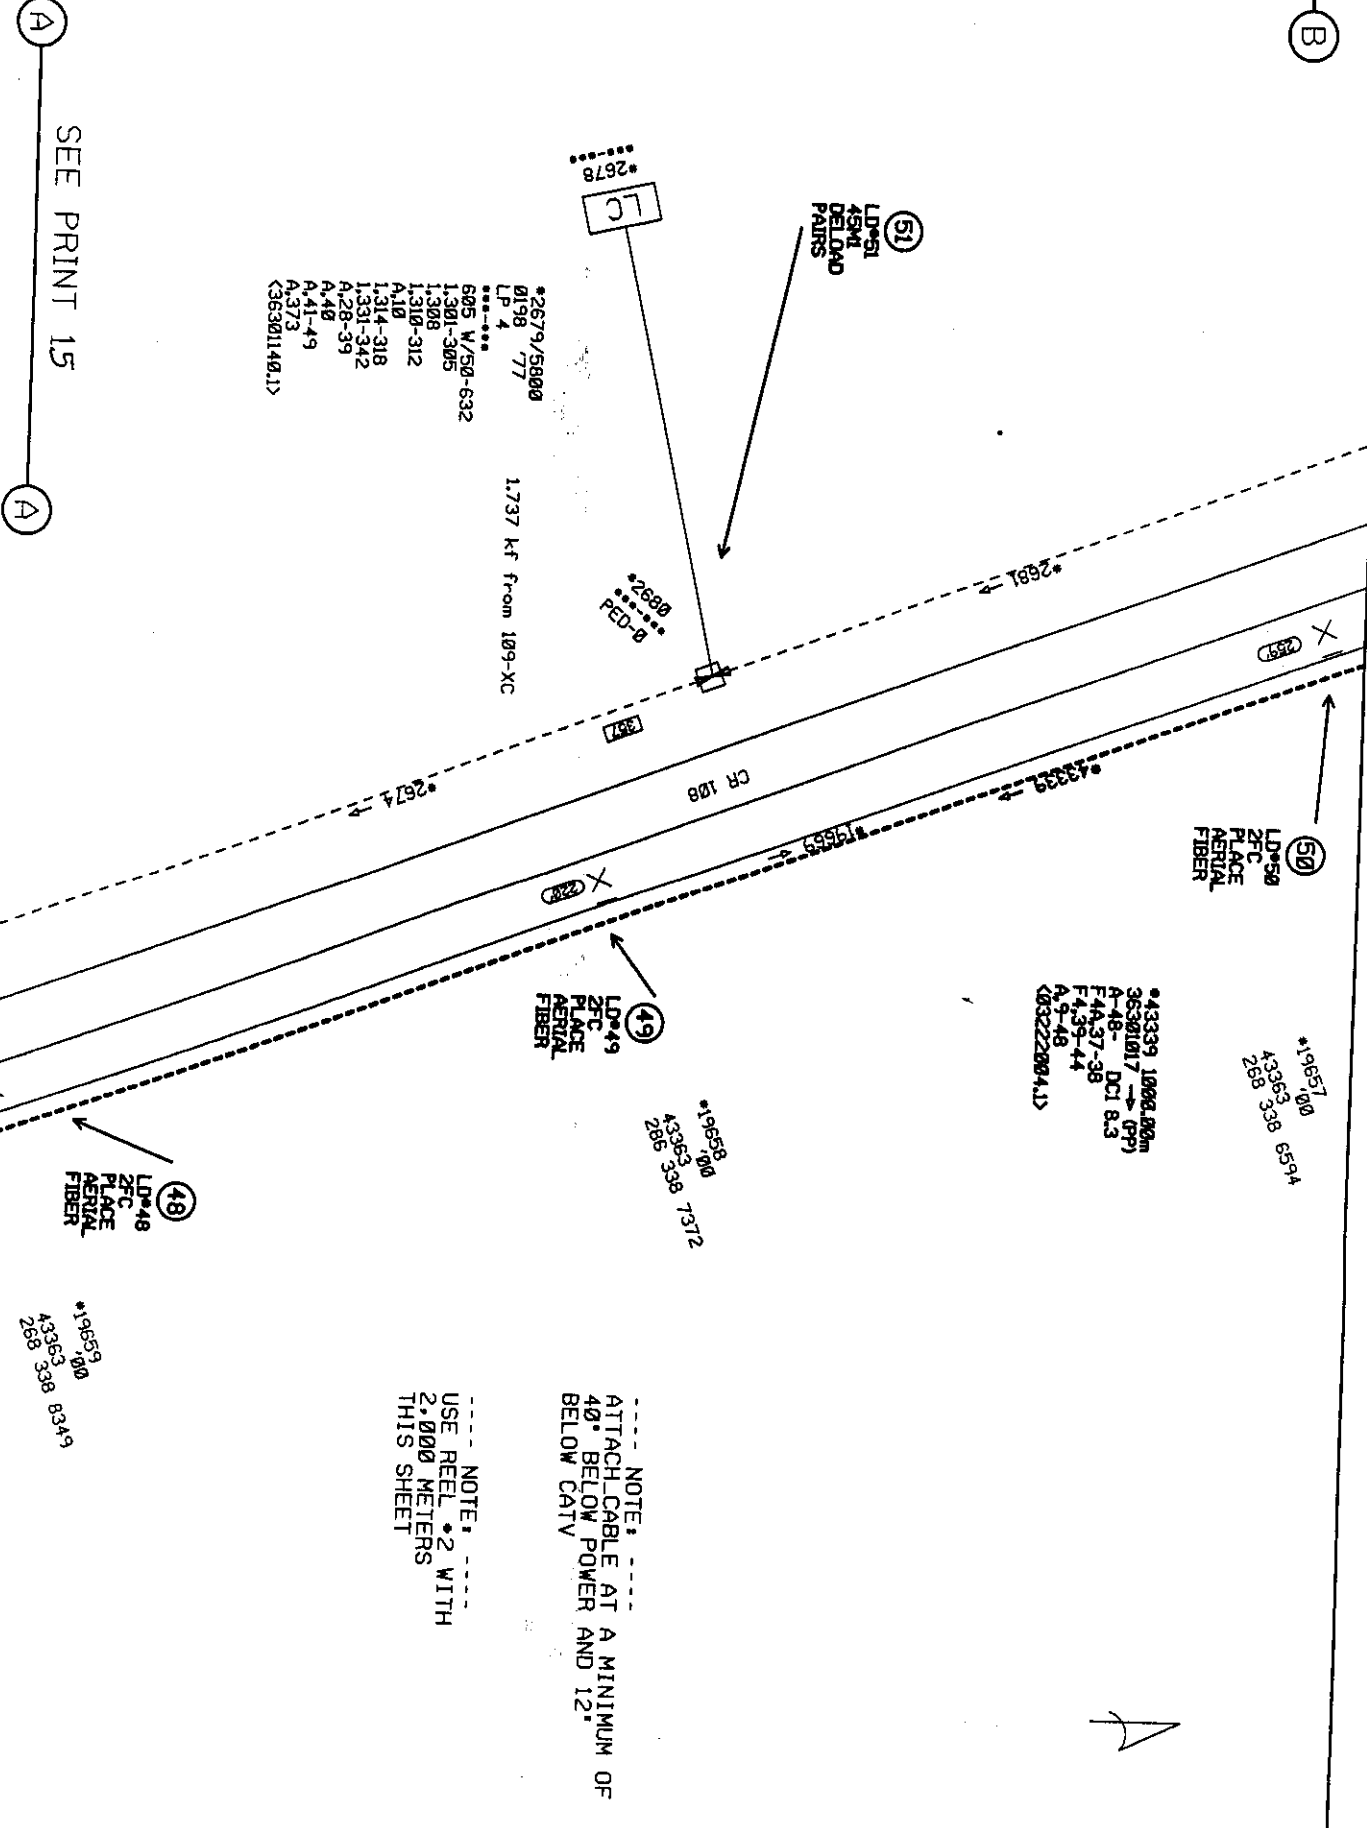 A
SEE PRINT 15
A
B
*2678
***-***
LC
51
LD#51
45M1
DELOAD
PAIRS
*2679/5800
0198 '77
LP 4
***-***
605 W/50-632
1,301-305
1,308
1,310-312
A,10
1,314-318
1,331-342
A,28-39
A,40
A,41-49
A,373
<36301140.1>
1.737 kf from 109-XC
*2680
***-***
PED-0
*2681
357
*2674
CR 108
X
259'
X
220'
*43339
*19669
50
LD#50
2FC
PLACE
AERIAL
FIBER
49
LD#49
2FC
PLACE
AERIAL
FIBER
48
LD#48
2FC
PLACE
AERIAL
FIBER
*43339 1000.00m
36301017 → (PP)
A-48- DC1 8.3
F4A,37-38
F4,39-44
A,9-48
<03222004.1>
*19657
'00
43363
268 338 6594
*19658
'00
43363
286 338 7372
*19659
'00
43363
268 338 8349
---- NOTE: ----
ATTACH CABLE AT A MINIMUM OF
40" BELOW POWER AND 12"
BELOW CATV
---- NOTE: ----
USE REEL #2 WITH
2,000 METERS
THIS SHEET